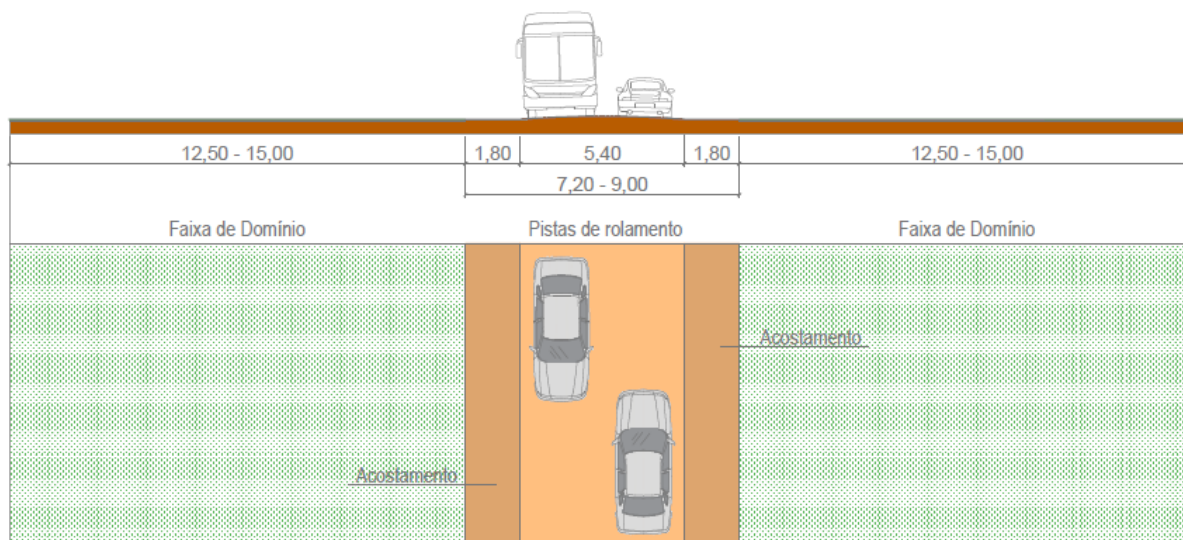 12,50 - 15,00 1,80 5,40 1,80 12,50 - 15,00
7,20 - 9,00
Faixa de Domínio Pistas de rolamento Faixa de Domínio
Acostamento
Acostamento